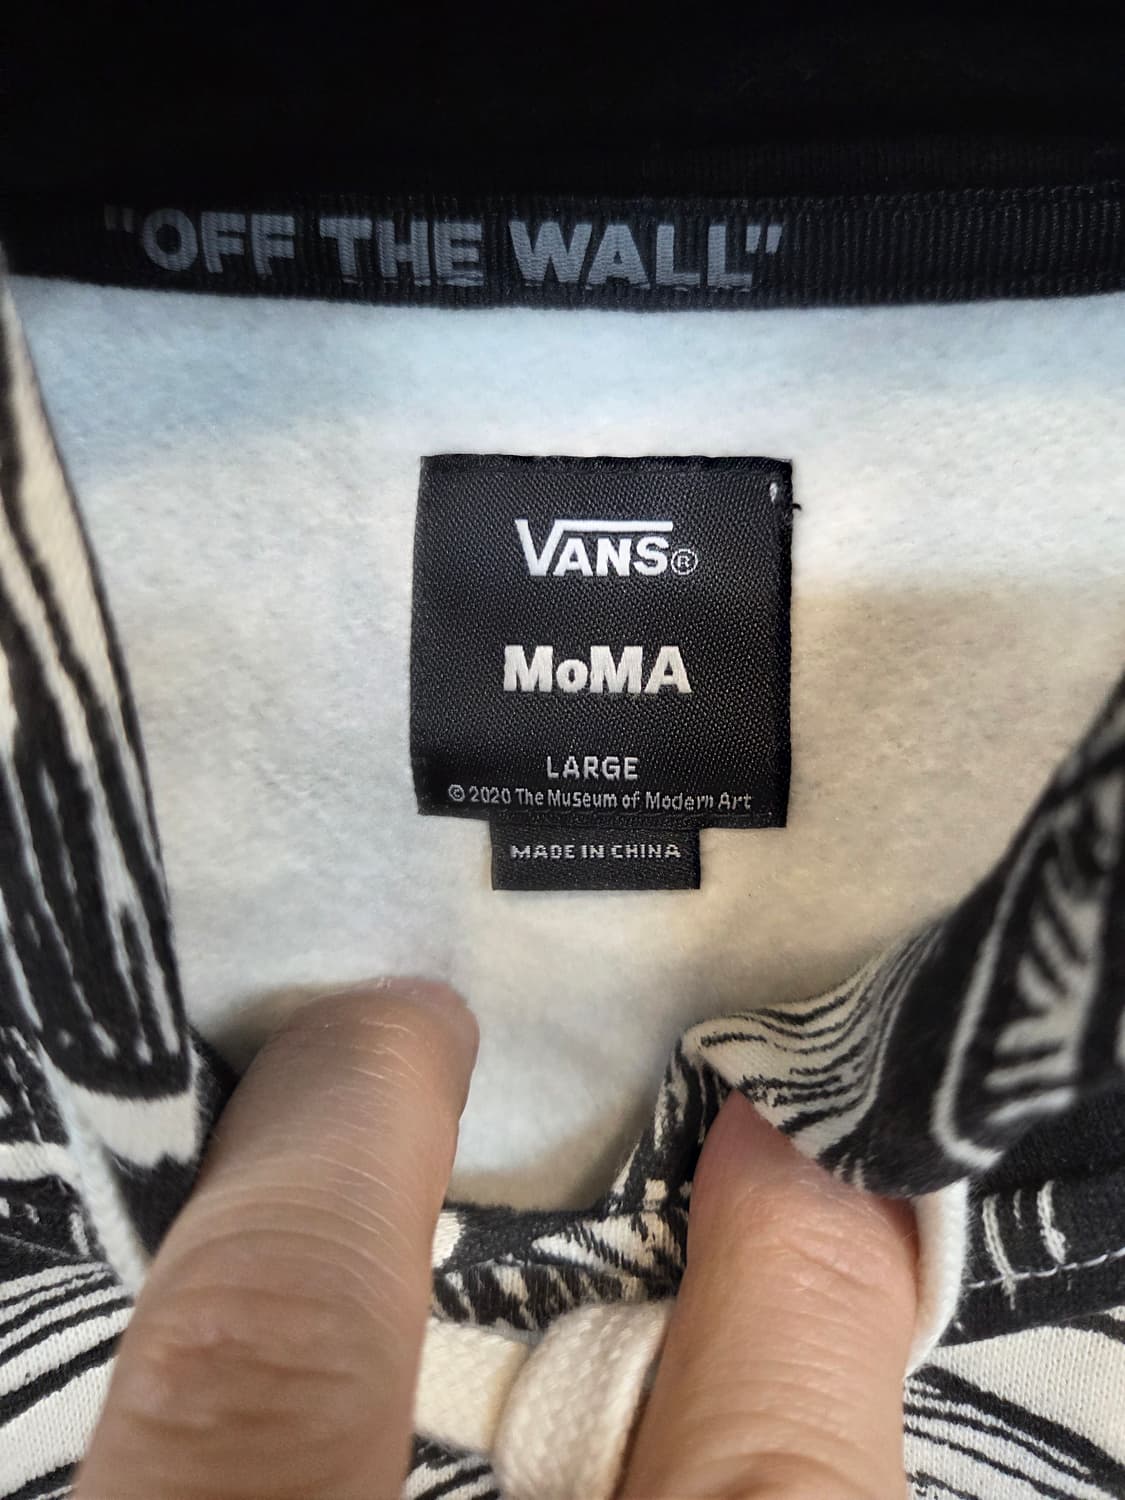 "OFF THE WALL"
VANS®
MoMA
LARGE
© 2020 The Museum of Modern Art
MADE IN CHINA